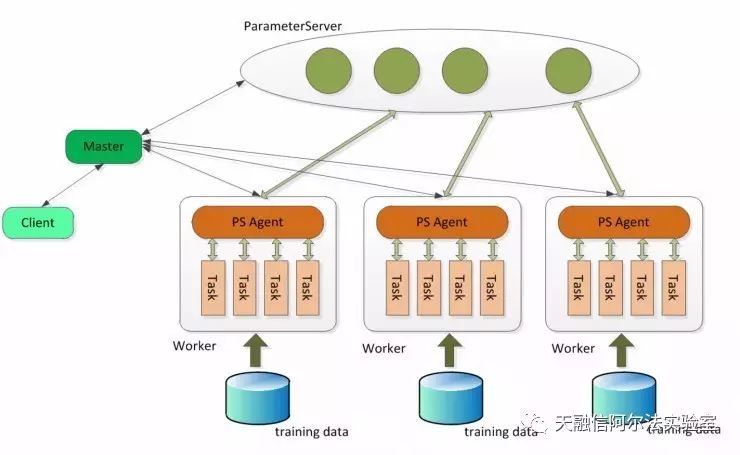 ParameterServer
Master
Client
PS Agent
PS Agent
PS Agent
Task
Task
Task
Task
Task
Task
Task
Task
Task
Task
Task
Task
Worker
Worker
Worker
training data
training data
training data
天融信阿尔法实验室